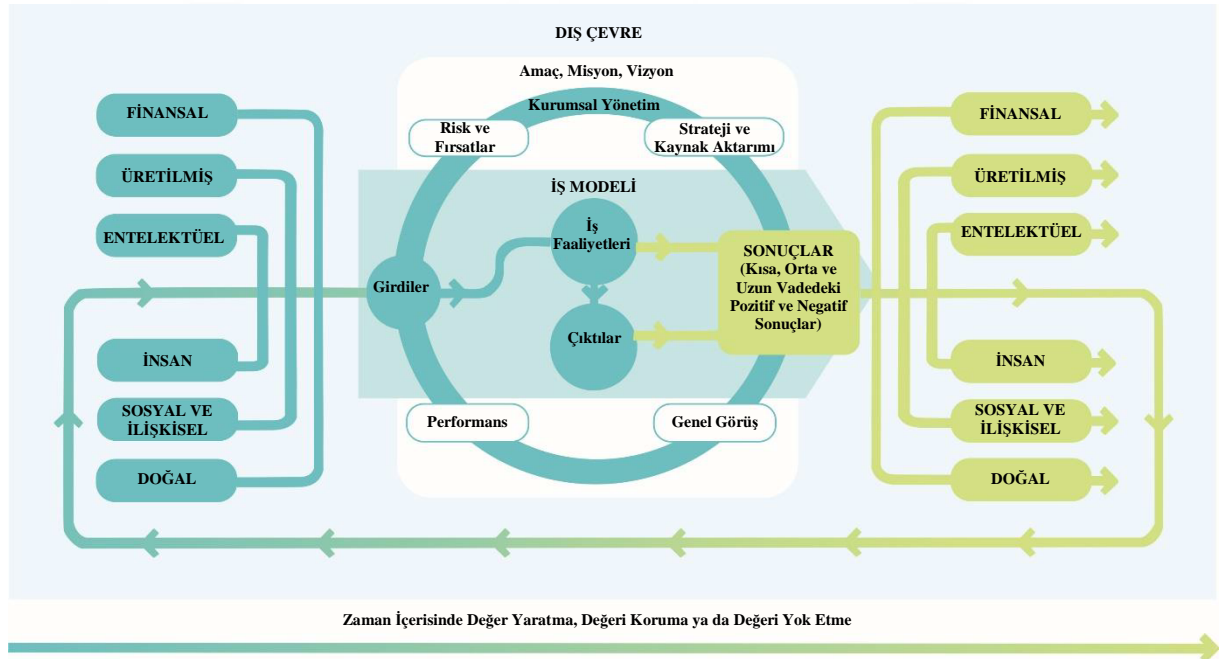 DIŞ ÇEVRE
Amaç, Misyon, Vizyon
Kurumsal Yönetim
Risk ve
Fırsatlar
Strateji ve
Kaynak Aktarımı
FİNANSAL
ÜRETİLMİŞ
ENTELEKTÜEL
İNSAN
SOSYAL VE
İLİŞKİSEL
DOĞAL
İŞ MODELİ
Girdiler
İş
Faaliyetleri
Çıktılar
SONUÇLAR
(Kısa, Orta ve
Uzun Vadedeki
Pozitif ve Negatif
Sonuçlar)
Performans
Genel Görüş
FİNANSAL
ÜRETİLMİŞ
ENTELEKTÜEL
İNSAN
SOSYAL VE
İLİŞKİSEL
DOĞAL
Zaman İçerisinde Değer Yaratma, Değeri Koruma ya da Değeri Yok Etme